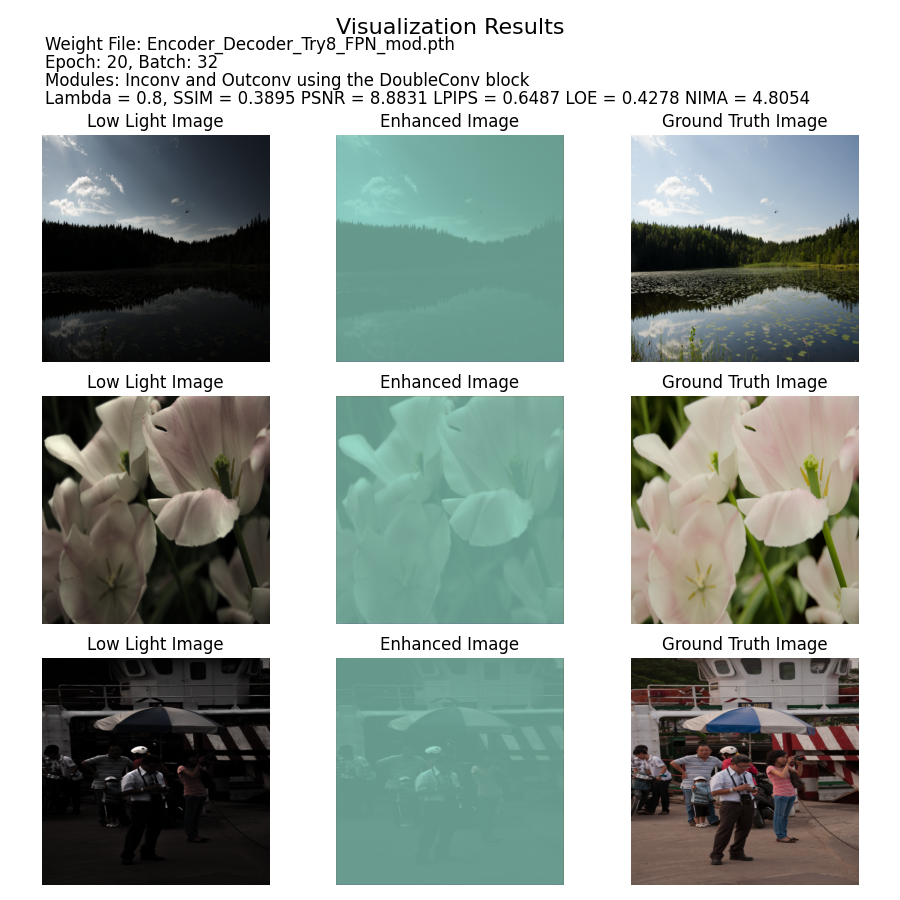 Visualization Results
Weight File: Encoder_Decoder_Try8_FPN_mod.pth
Epoch: 20, Batch: 32
Modules: Inconv and Outconv using the DoubleConv block
Lambda = 0.8, SSIM = 0.3895 PSNR = 8.8831 LPIPS = 0.6487 LOE = 0.4278 NIMA = 4.8054
Low Light Image
Enhanced Image
Ground Truth Image
Low Light Image
Enhanced Image
Ground Truth Image
Low Light Image
Enhanced Image
Ground Truth Image